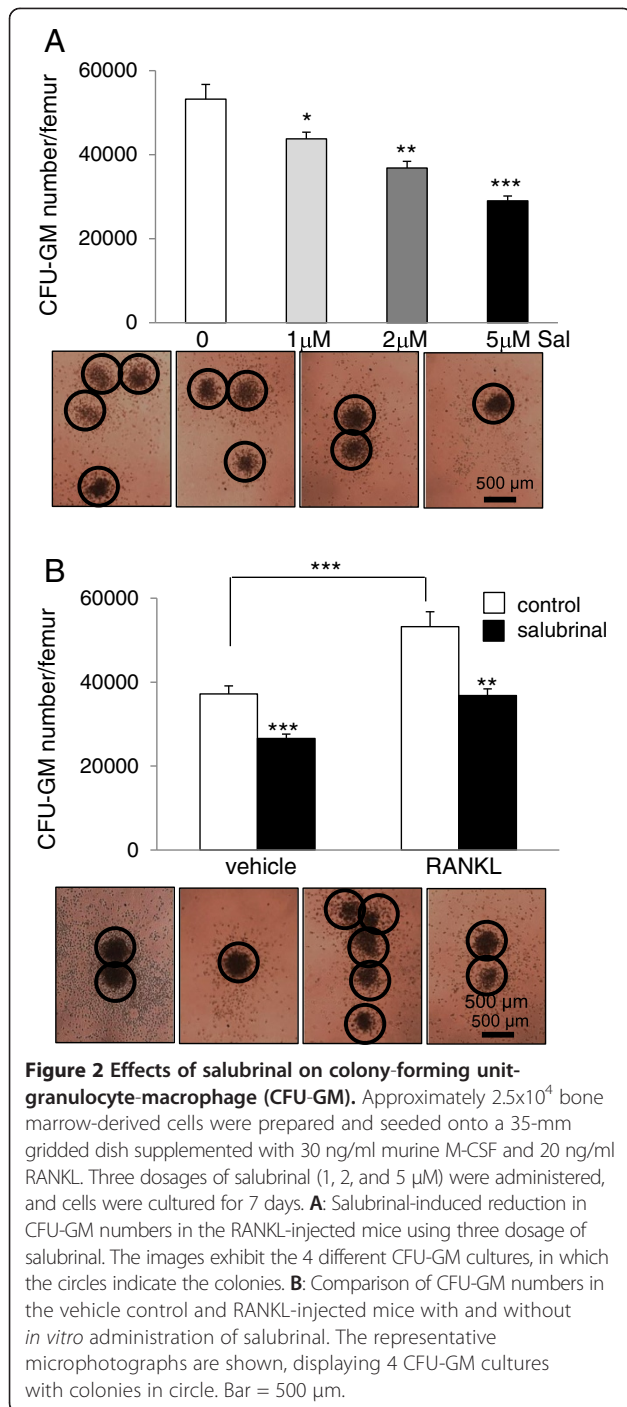 A
CFU-GM number/femur
60000
40000
20000
0
*
**
***
0 1μM 2μM 5μM Sal
500 μm
B
CFU-GM number/femur
60000
40000
20000
0
***
control
salubrinal
***
**
vehicle RANKL
500 μm
500 μm
Figure 2 Effects of salubrinal on colony-forming unit-
granulocyte-macrophage (CFU-GM). Approximately 2.5x10⁴ bone
marrow-derived cells were prepared and seeded onto a 35-mm
gridded dish supplemented with 30 ng/ml murine M-CSF and 20 ng/ml
RANKL. Three dosages of salubrinal (1, 2, and 5 μM) were administered,
and cells were cultured for 7 days. A: Salubrinal-induced reduction in
CFU-GM numbers in the RANKL-injected mice using three dosage of
salubrinal. The images exhibit the 4 different CFU-GM cultures, in which
the circles indicate the colonies. B: Comparison of CFU-GM numbers in
the vehicle control and RANKL-injected mice with and without
in vitro administration of salubrinal. The representative
microphotographs are shown, displaying 4 CFU-GM cultures
with colonies in circle. Bar = 500 μm.